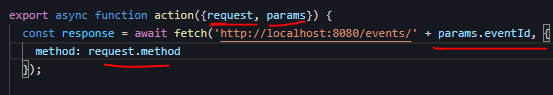 export async function action({request, params}) {
const response = await fetch('http://localhost:8080/events/' + params.eventId, {
method: request.method
});